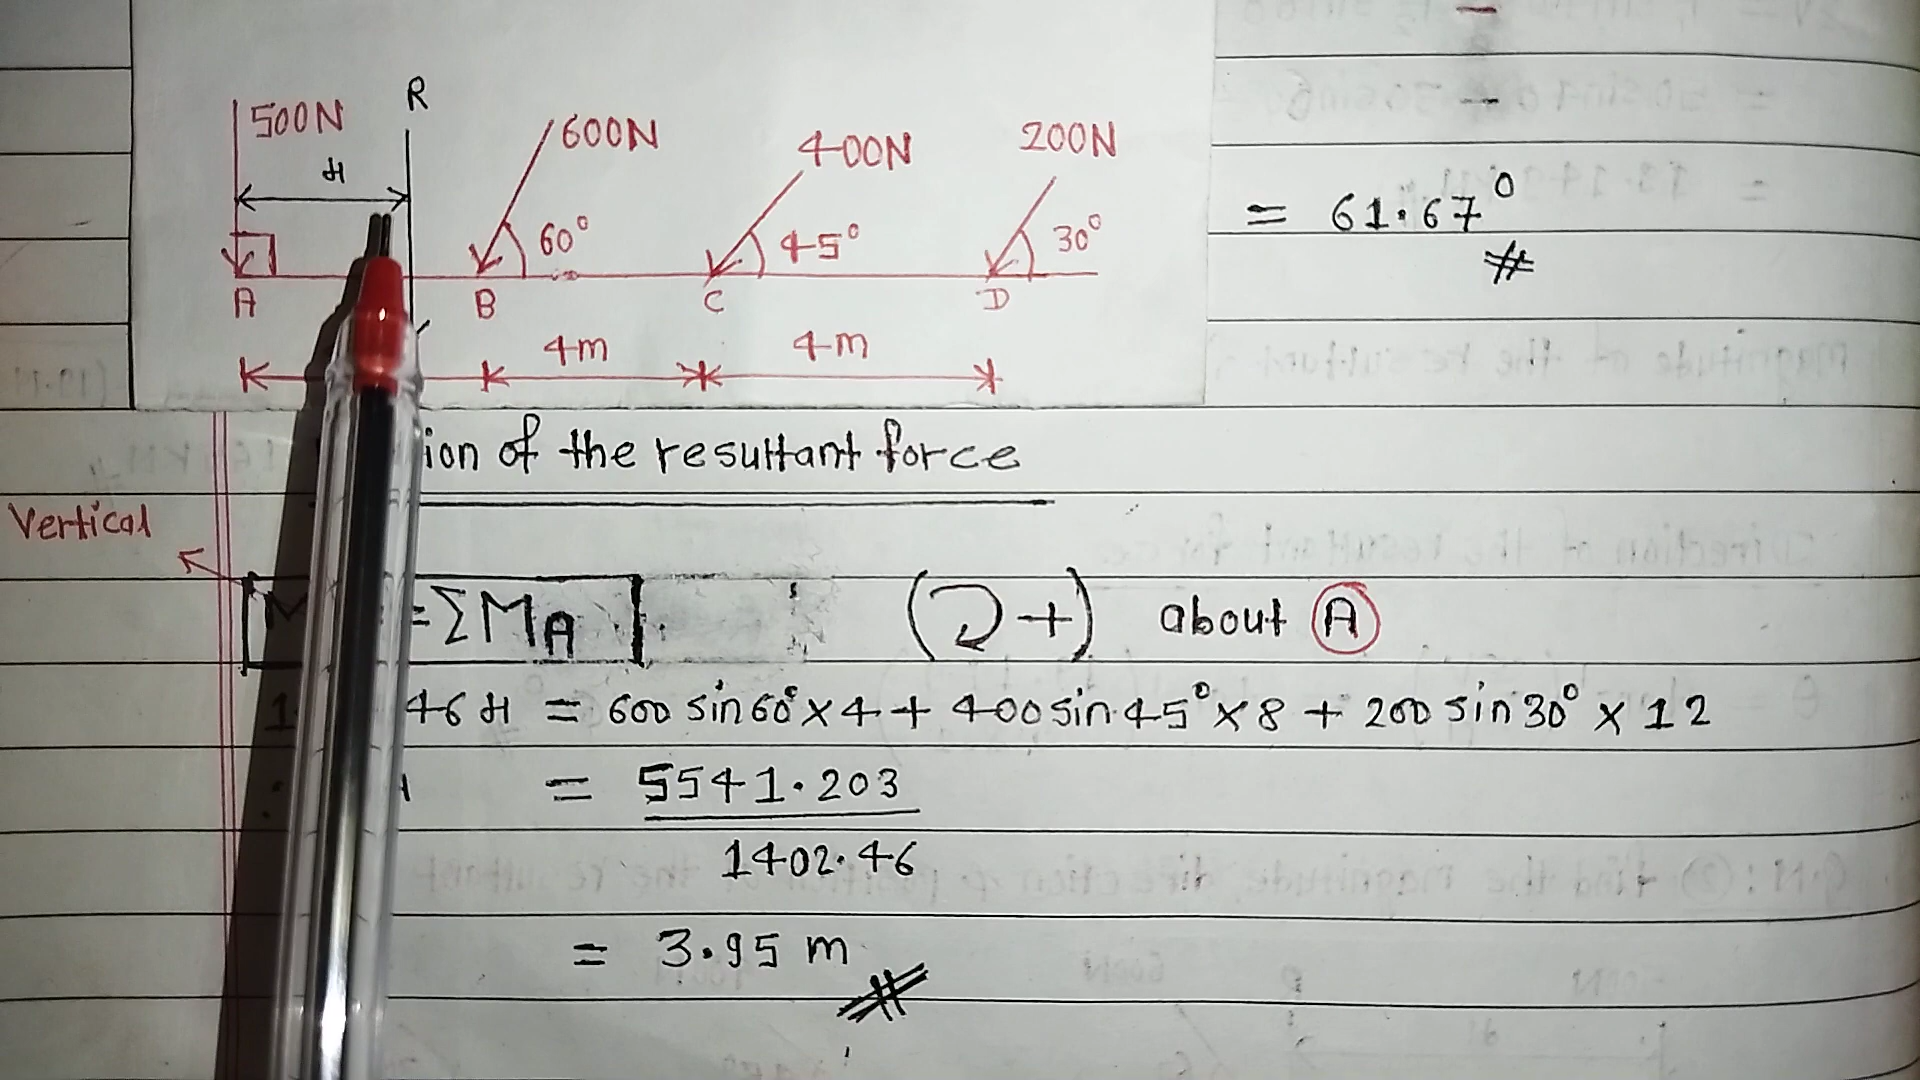 R
500N
600N
400N
200N
H
60°
45°
30°
= 61.67°
A
B
C
D
4m
4m
ion of the resultant force
Vertical
= ΣMA
(+) about A
46 H = 600 sin 60° × 4 + 400 sin 45° × 8 + 200 sin 30° × 12
= 5541.203
1402.46
= 3.95 m